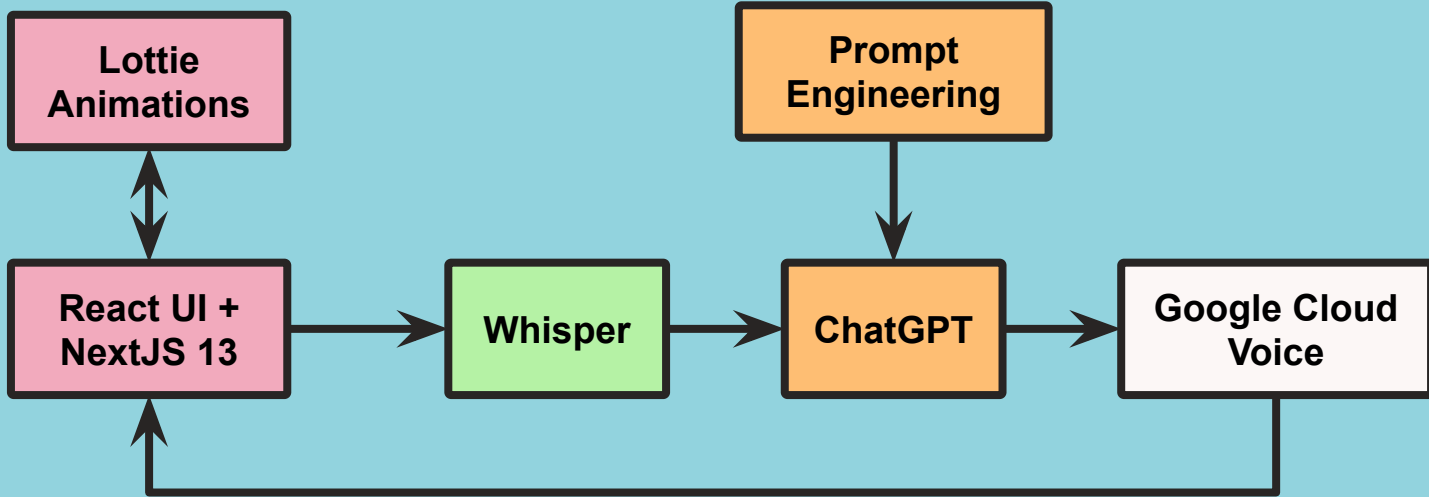 Lottie
Animations
Prompt
Engineering
React UI +
NextJS 13
Whisper
ChatGPT
Google Cloud
Voice